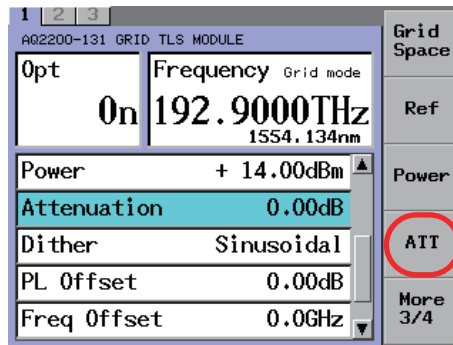 1 2 3
AQ2200-131 GRID TLS MODULE
Opt
On
Frequency Grid mode
192.9000THz
1554.134nm
Power + 14.00dBm
Attenuation 0.00dB
Dither Sinusoidal
PL Offset 0.00dB
Freq Offset 0.0GHz
Grid
Space
Ref
Power
ATT
More
3/4